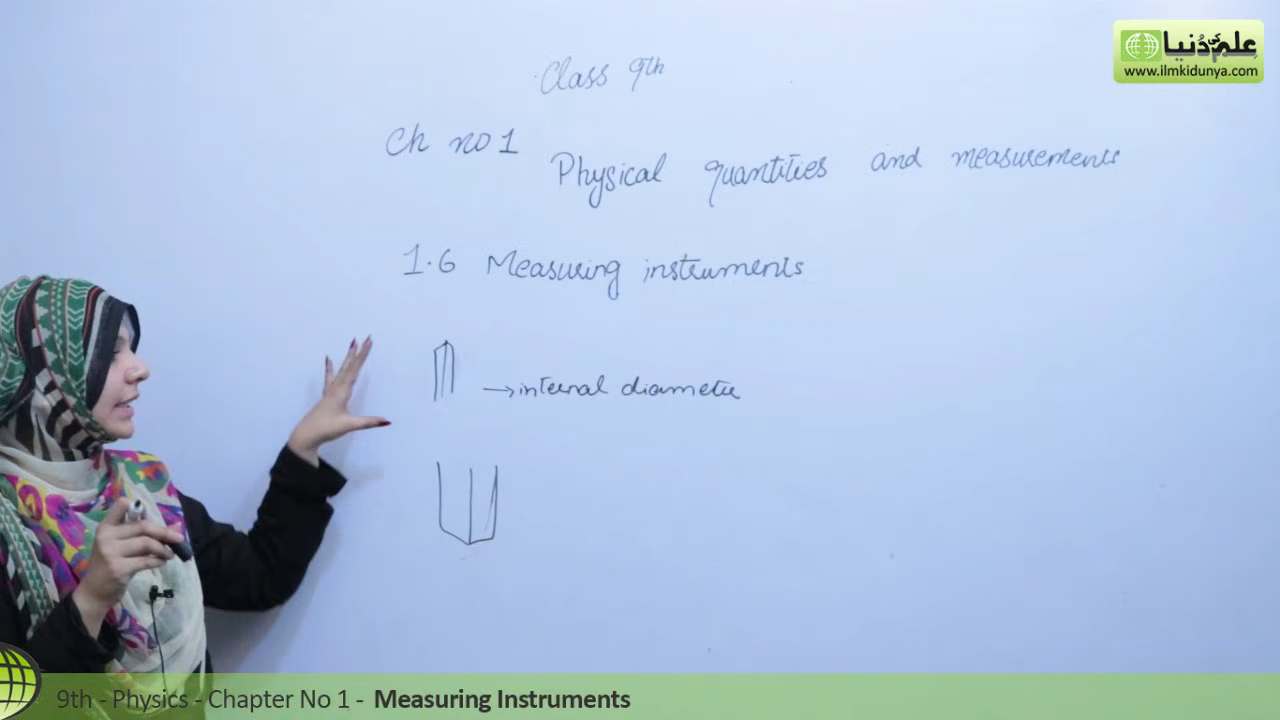 علم کی دُنیا
www.ilmkidunya.com
Class 9th
Ch no 1
Physical quantities and measurements
1.6 Measuring instruments
→internal diameter
9th - Physics - Chapter No 1 - Measuring Instruments